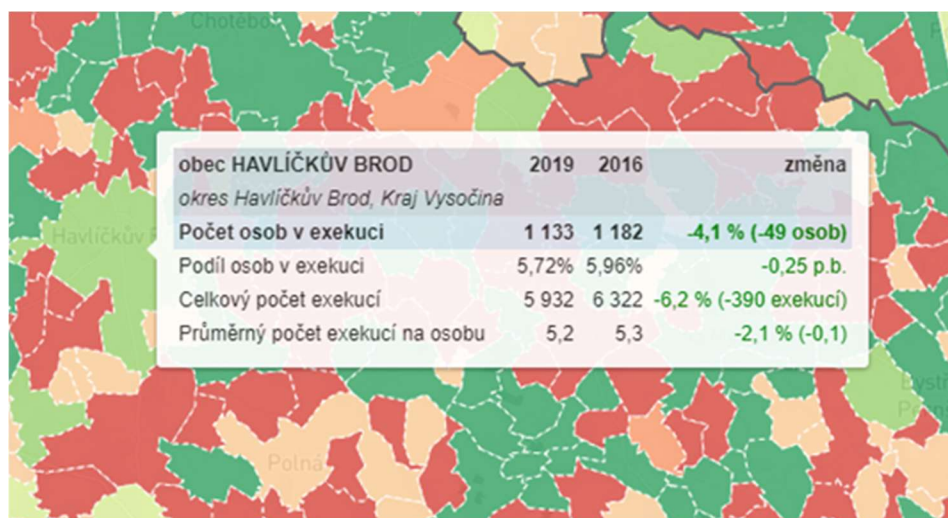 Chotěboř
obec HAVLÍČKŮV BROD 2019 2016 změna
okres Havlíčkův Brod, Kraj Vysočina
Počet osob v exekuci 1 133 1 182 -4,1 % (-49 osob)
Havlíčkův
Podíl osob v exekuci 5,72% 5,96% -0,25 p.b.
Celkový počet exekucí 5 932 6 322 -6,2 % (-390 exekucí)
Průměrný počet exekucí na osobu 5,2 5,3 -2,1 % (-0,1)
Polná